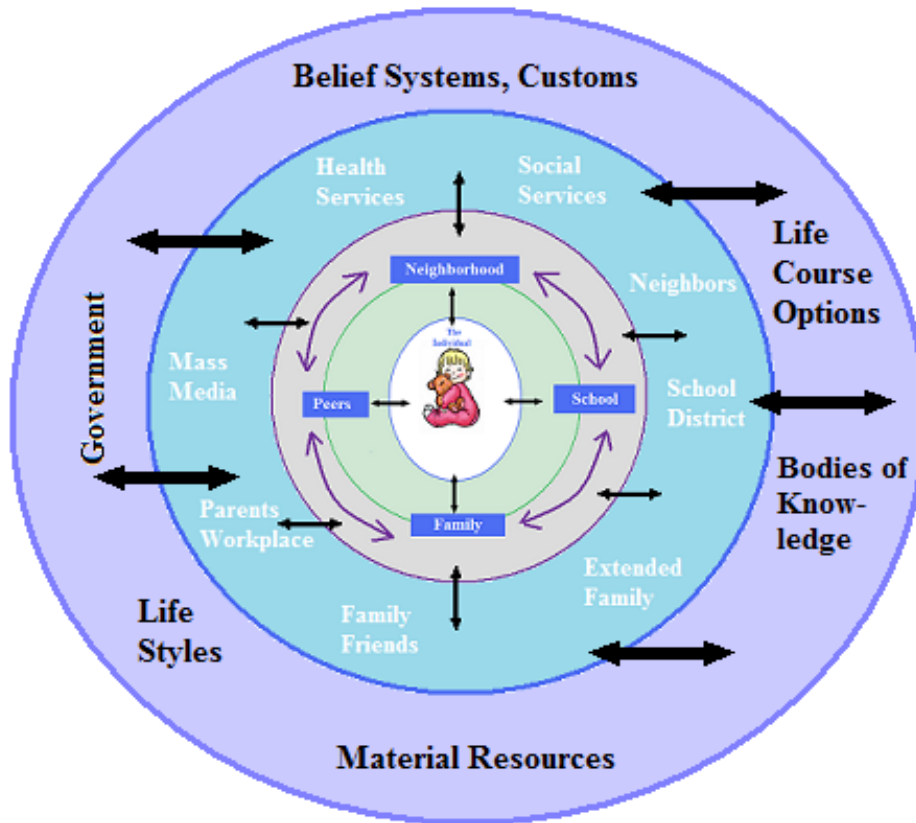 Belief Systems, Customs
Health
Services
Social
Services
Life
Course
Options
Neighborhood
Neighbors
The
Individual
Government
Mass
Media
Peers
School
School
District
Bodies of
Know-
ledge
Parents
Workplace
Family
Extended
Family
Life
Styles
Family
Friends
Material Resources